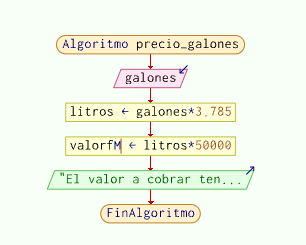 Algoritmo precio_galones
galones
litros ← galones*3.785
valorfM ← litros*50000
"El valor a cobrar ten...
FinAlgoritmo